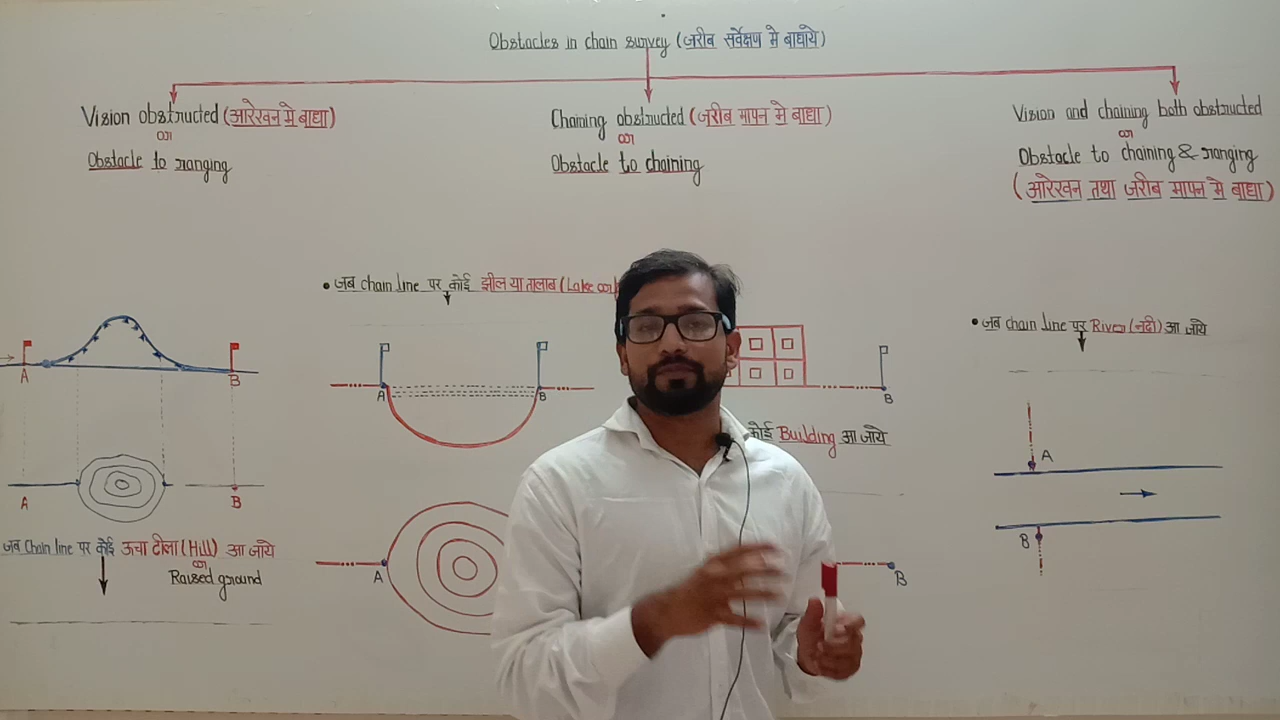 Obstacles in chain survey (जरीब सर्वेक्षण मे बाधाये)
Vision obstructed (आरेखन मे बाधा)
or
Obstacle to ranging
Chaining obstructed (जरीब मापन मे बाधा)
or
Obstacle to chaining
Vision and chaining both obstructed
or
Obstacle to chaining & ranging
(आरेखन तथा जरीब मापन मे बाधा)
A
B
A
B
जब Chain line पर कोई ऊचा टीला (Hill) आ जाये
or
Raised ground
• जब chain line पर कोई झील या तालाब (Lake or
A
B
A
B
कोई Building आ जाये
B
• जब chain line पर River (नदी) आ जाये
A
B